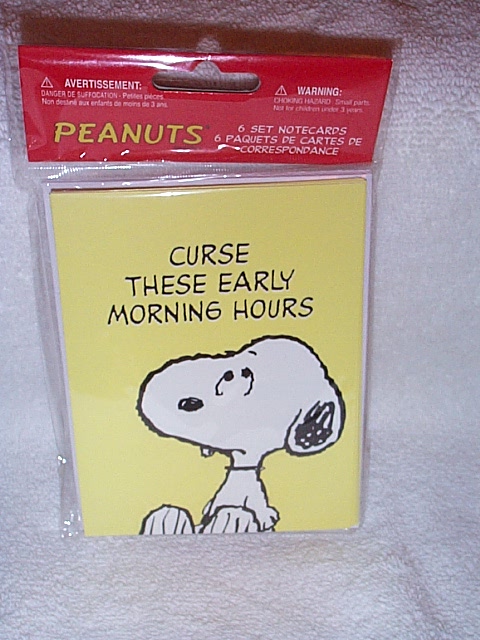 AVERTISSEMENT:
DANGER DE SUFFOCATION - Petites pièces.
Non destiné aux enfants de moins de 3 ans.
WARNING:
CHOKING HAZARD - Small parts.
Not for children under 3 years.
PEANUTS
6 SET NOTECARDS
6 PAQUETS DE CARTES DE
CORRESPONDANCE
CURSE
THESE EARLY
MORNING HOURS